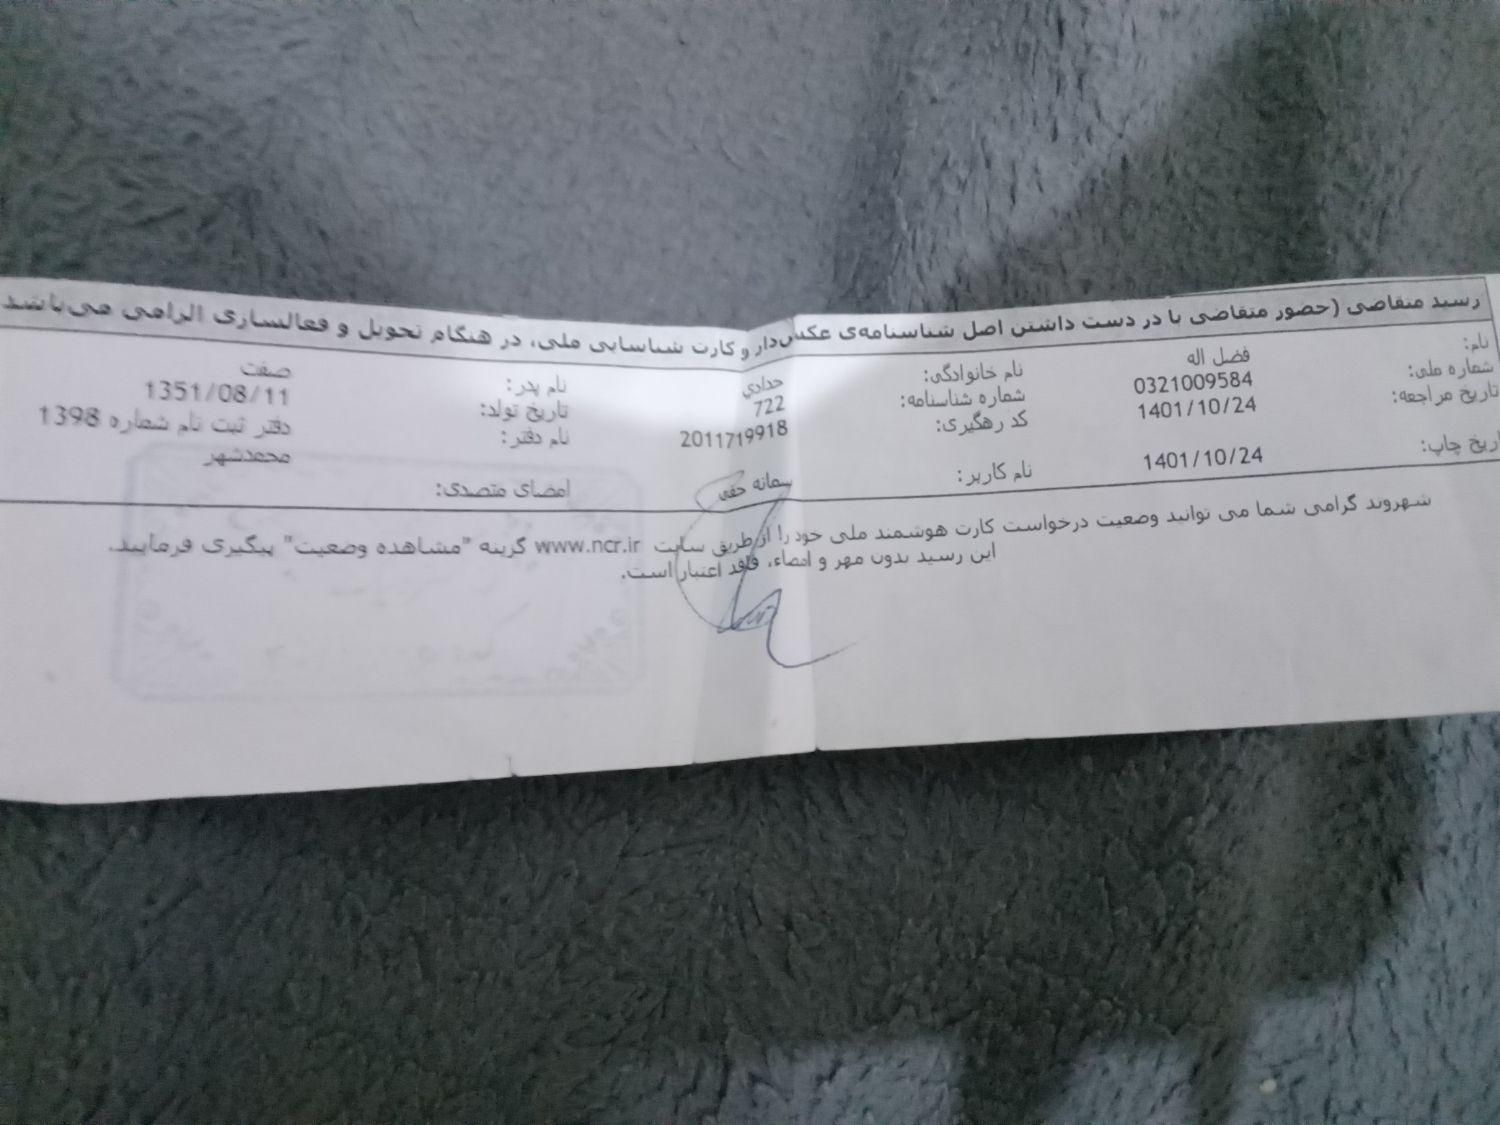 رسید متقاضی (حضور متقاضی با در دست داشتن اصل شناسنامه‌ی عکس‌دار و کارت شناسایی ملی، در هنگام تحویل و فعالسازی الزامی می‌باشد
نام: فضل اله نام خانوادگی: حدادي نام پدر: صفت
شماره ملی: 0321009584 شماره شناسنامه: 722 تاریخ تولد: 1351/08/11
تاریخ مراجعه: 1401/10/24 کد رهگیری: 2011719918 نام دفتر: دفتر ثبت نام شماره 1398
محمدشهر
اریخ چاپ: 1401/10/24 نام کاربر: سمانه حقی امضای متصدی:
شهروند گرامی شما می توانید وضعیت درخواست کارت هوشمند ملی خود را از طریق سایت www.ncr.ir گزینه "مشاهده وضعیت" پیگیری فرمایید.
این رسید بدون مهر و امضاء، فاقد اعتبار است.